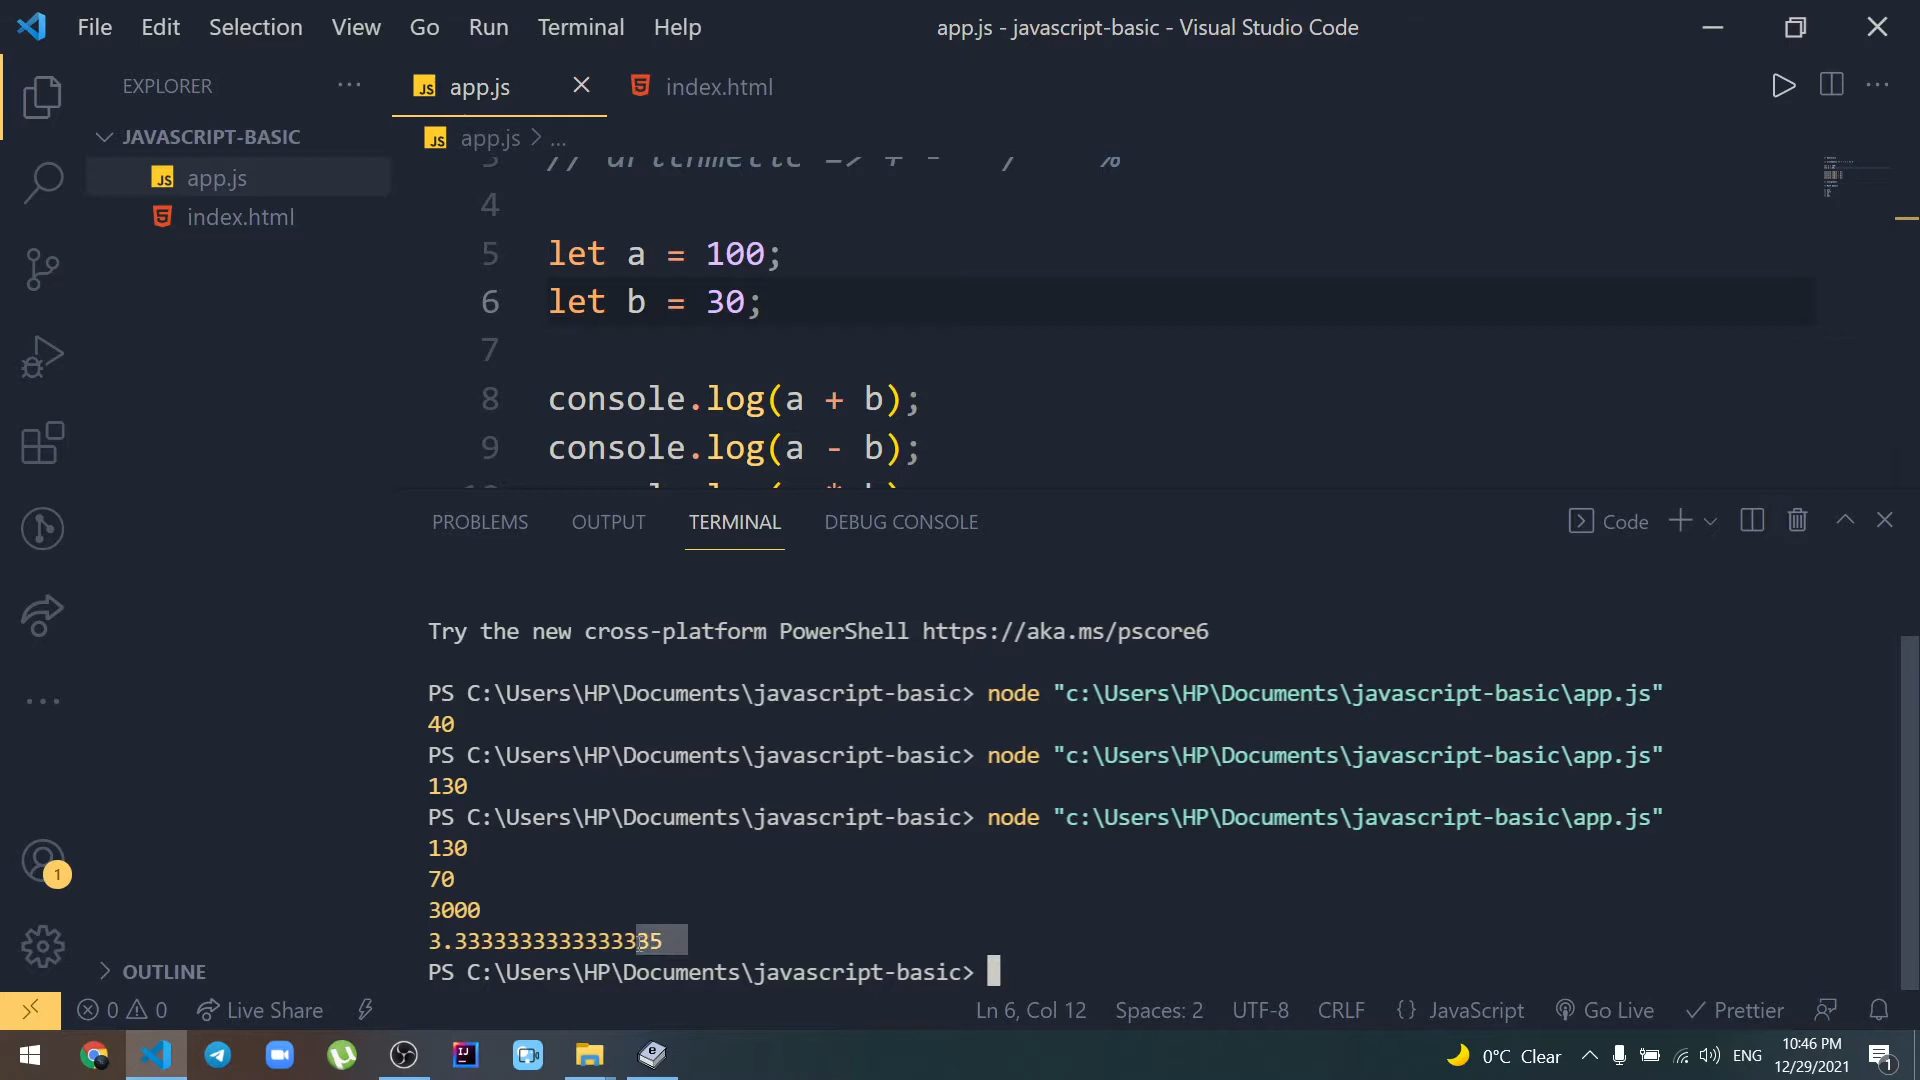 File Edit Selection View Go Run Terminal Help
app.js - javascript-basic - Visual Studio Code
EXPLORER
JAVASCRIPT-BASIC
JS app.js
index.html
JS app.js
index.html
JS app.js > ...
4
5 let a = 100;
6 let b = 30;
7
8 console.log(a + b);
9 console.log(a - b);
PROBLEMS OUTPUT TERMINAL DEBUG CONSOLE
Code
Try the new cross-platform PowerShell https://aka.ms/pscore6
PS C:\Users\HP\Documents\javascript-basic> node "c:\Users\HP\Documents\javascript-basic\app.js"
40
PS C:\Users\HP\Documents\javascript-basic> node "c:\Users\HP\Documents\javascript-basic\app.js"
130
PS C:\Users\HP\Documents\javascript-basic> node "c:\Users\HP\Documents\javascript-basic\app.js"
130
70
3000
3.3333333333333335
PS C:\Users\HP\Documents\javascript-basic>
1
OUTLINE
0 0 Live Share
Ln 6, Col 12 Spaces: 2 UTF-8 CRLF {} JavaScript Go Live Prettier
0°C Clear ENG
10:46 PM
12/29/2021
1